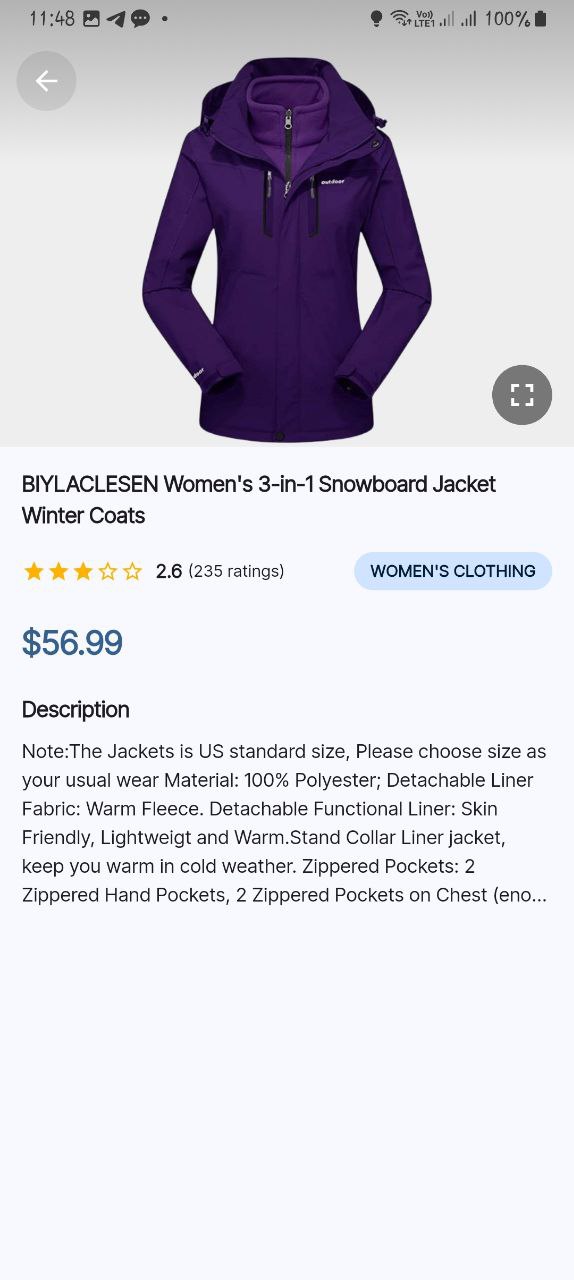 11:48
Vo)) LTE1 100%
outdoor
BIYLACLESEN Women's 3-in-1 Snowboard Jacket
Winter Coats
2.6 (235 ratings)
WOMEN'S CLOTHING
$56.99
Description
Note:The Jackets is US standard size, Please choose size as
your usual wear Material: 100% Polyester; Detachable Liner
Fabric: Warm Fleece. Detachable Functional Liner: Skin
Friendly, Lightweigt and Warm.Stand Collar Liner jacket,
keep you warm in cold weather. Zippered Pockets: 2
Zippered Hand Pockets, 2 Zippered Pockets on Chest (eno...